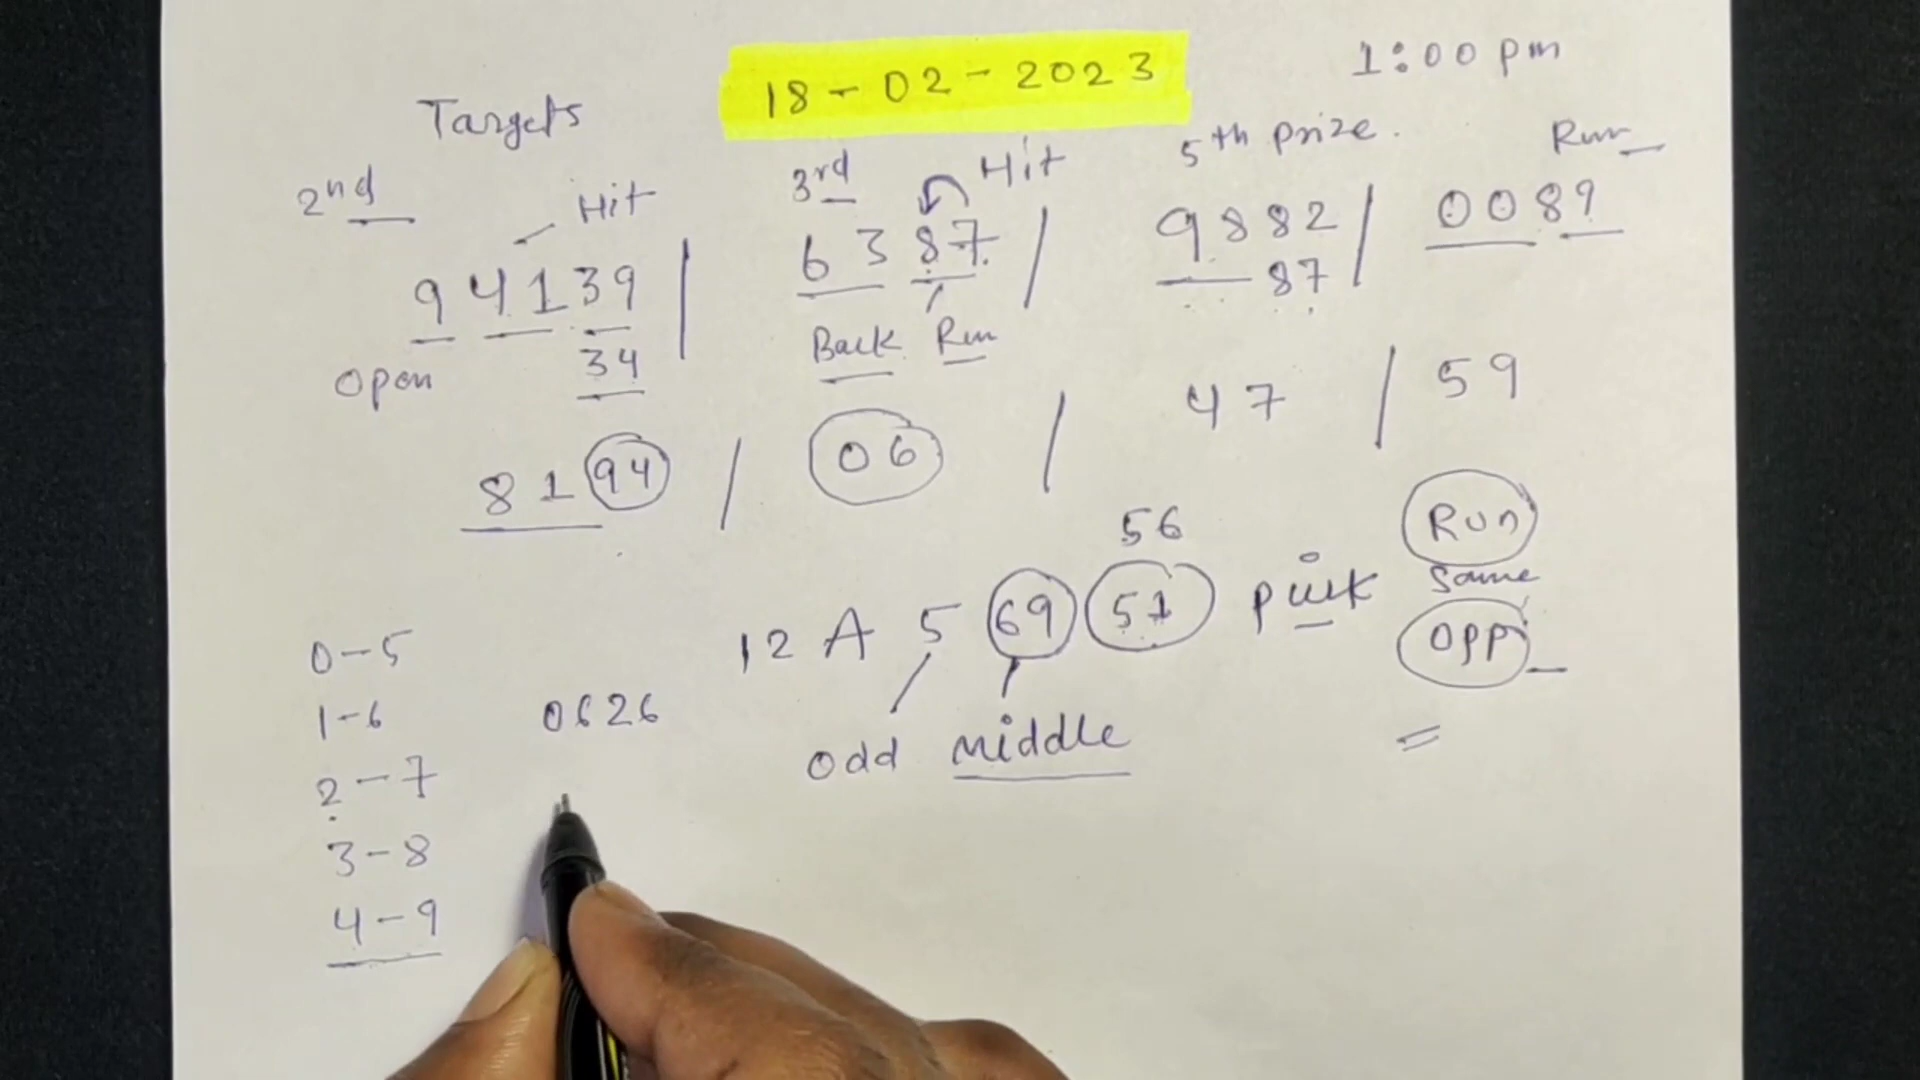 18-02-2023
1:00 pm
Targets
5th prize.
Run
2nd
Hit
3rd
Hit
94139 / 6387 / 9882 / 0089
87
Open
34
Back Run
8194 / 06 / 47 / 59
56
Run
12 A 5 69 51 pick
Same
opp
0-5
1-6
0626
odd middle
=
2-7
3-8
4-9